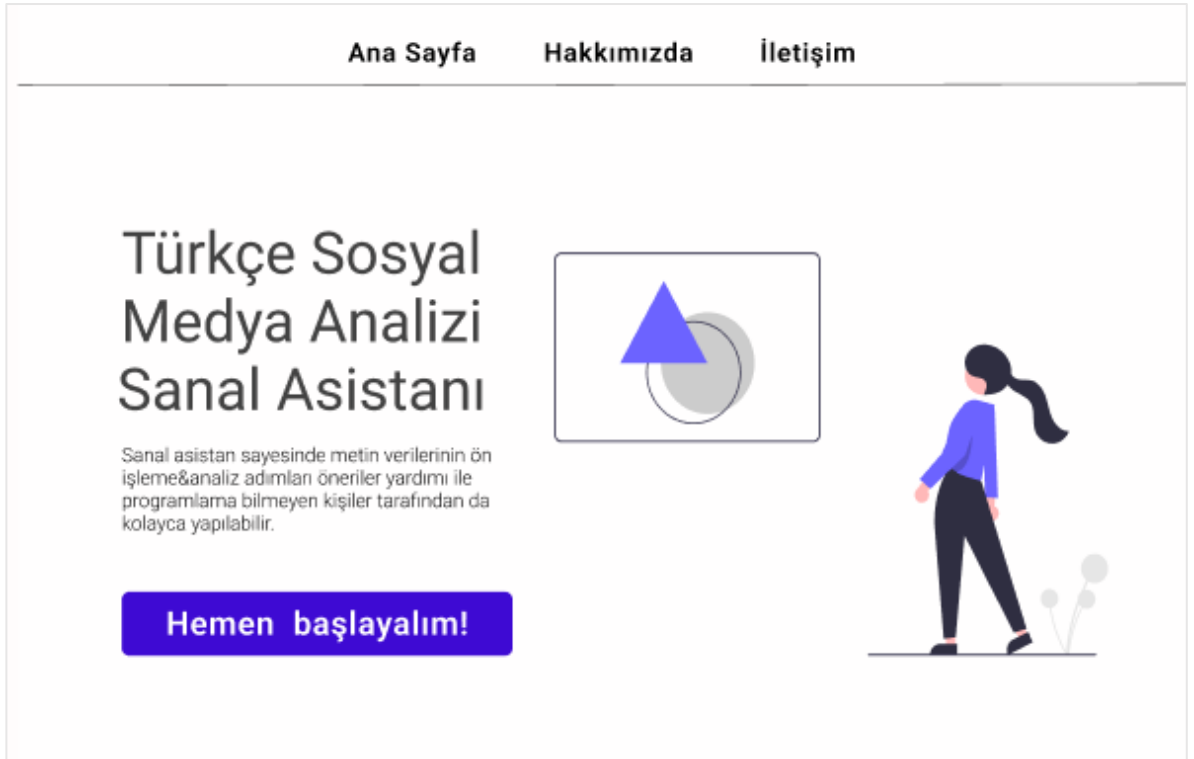 Ana Sayfa Hakkımızda İletişim
Türkçe Sosyal
Medya Analizi
Sanal Asistanı
Sanal asistan sayesinde metin verilerinin ön
işleme&analiz adımları öneriler yardımı ile
programlama bilmeyen kişiler tarafından da
kolayca yapılabilir.
Hemen başlayalım!